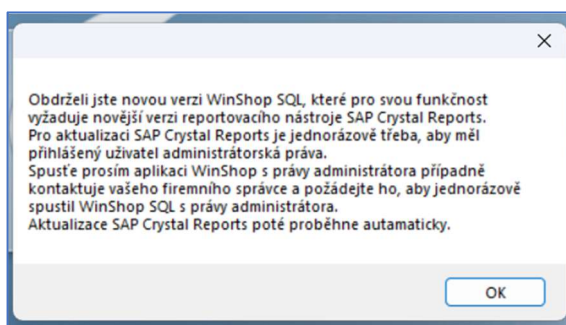 Obdrželi jste novou verzi WinShop SQL, které pro svou funkčnost
vyžaduje novější verzi reportovacího nástroje SAP Crystal Reports.
Pro aktualizaci SAP Crystal Reports je jednorázově třeba, aby měl
přihlášený uživatel administrátorská práva.
Spusťte prosím aplikaci WinShop s právy administrátora případně
kontaktuje vašeho firemního správce a požádejte ho, aby jednorázově
spustil WinShop SQL s právy administrátora.
Aktualizace SAP Crystal Reports poté proběhne autamaticky.
OK